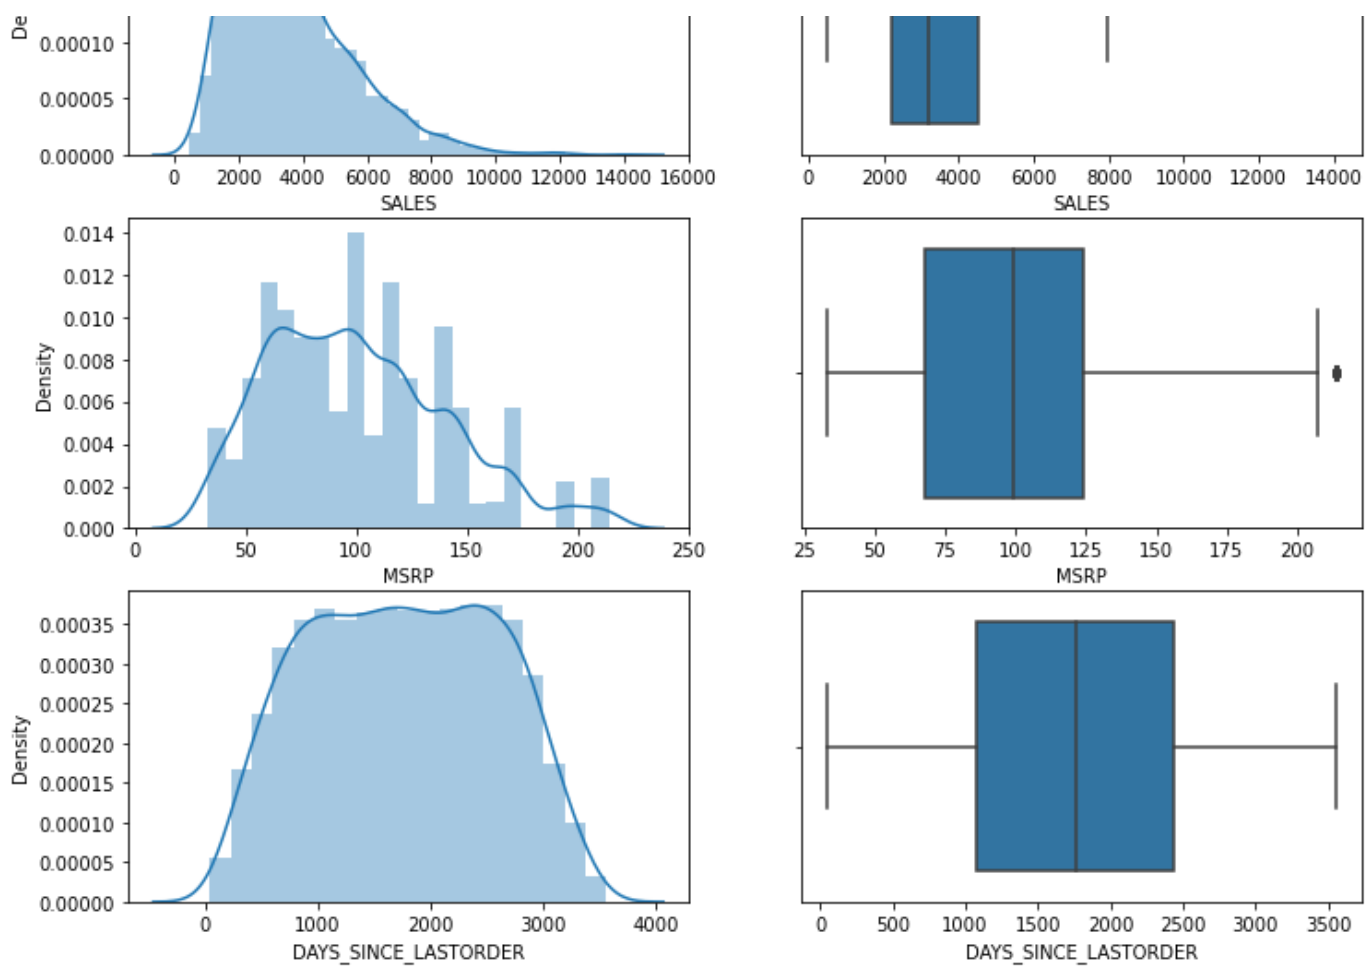 De
0.00010
0.00005
0.00000
0 2000 4000 6000 8000 10000 12000 14000 16000
SALES
0 2000 4000 6000 8000 10000 12000 14000
SALES
0.014
0.012
0.010
0.008
0.006
0.004
0.002
0.000
Density
0 50 100 150 200 250
MSRP
25 50 75 100 125 150 175 200
MSRP
0.00035
0.00030
0.00025
0.00020
0.00015
0.00010
0.00005
0.00000
Density
0 1000 2000 3000 4000
DAYS_SINCE_LASTORDER
0 500 1000 1500 2000 2500 3000 3500
DAYS_SINCE_LASTORDER